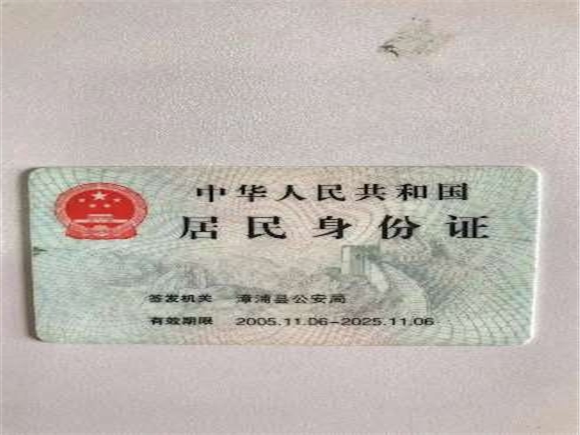 中华人民共和国
居民身份证
签发机关 漳浦县公安局
有效期限 2005.11.06-2025.11.06